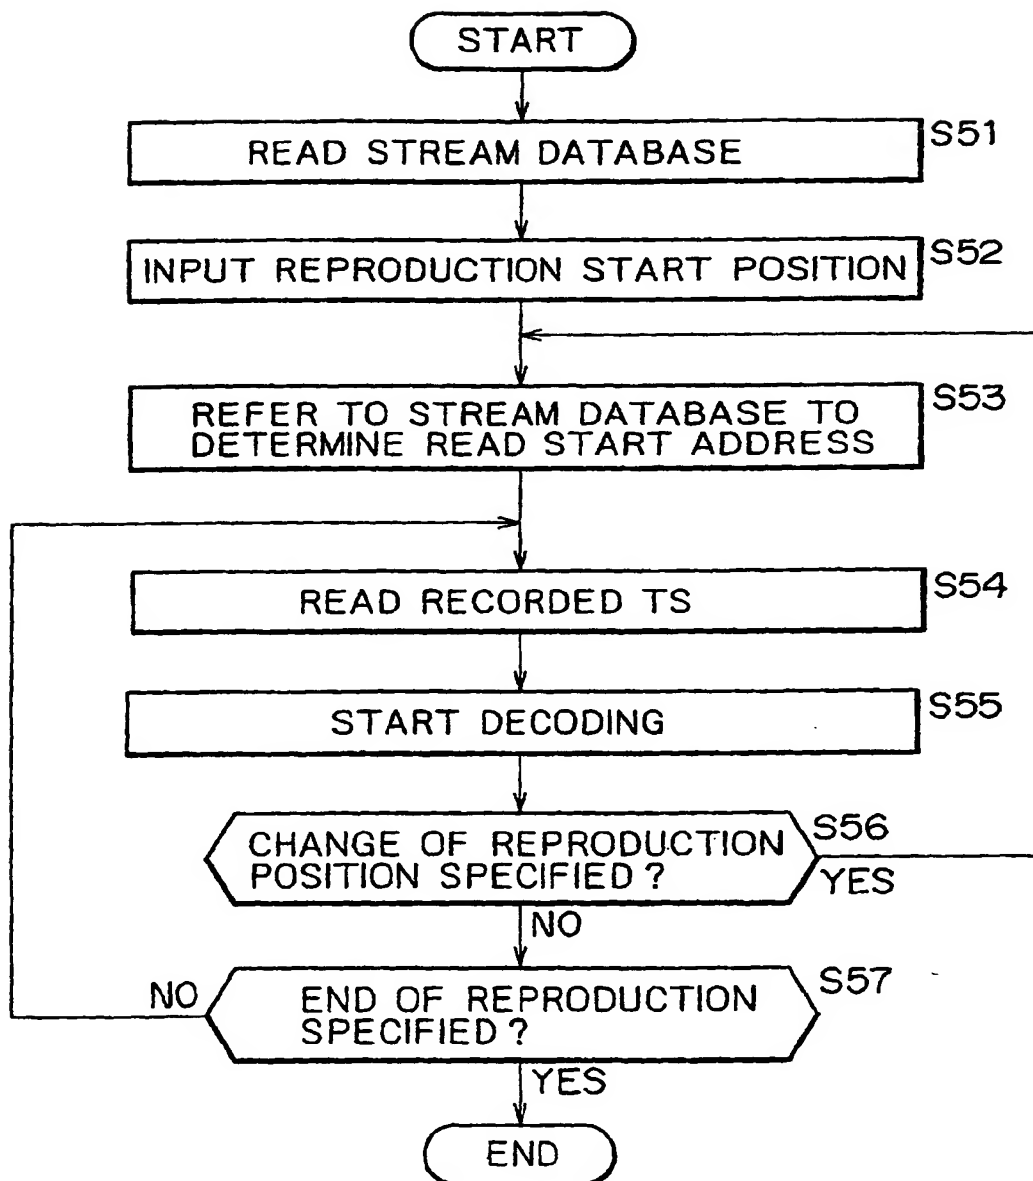 START
READ STREAM DATABASE
S51
INPUT REPRODUCTION START POSITION
S52
REFER TO STREAM DATABASE TO
DETERMINE READ START ADDRESS
S53
READ RECORDED TS
S54
START DECODING
S55
CHANGE OF REPRODUCTION
POSITION SPECIFIED?
S56
YES
NO
END OF REPRODUCTION
SPECIFIED?
S57
NO
YES
END